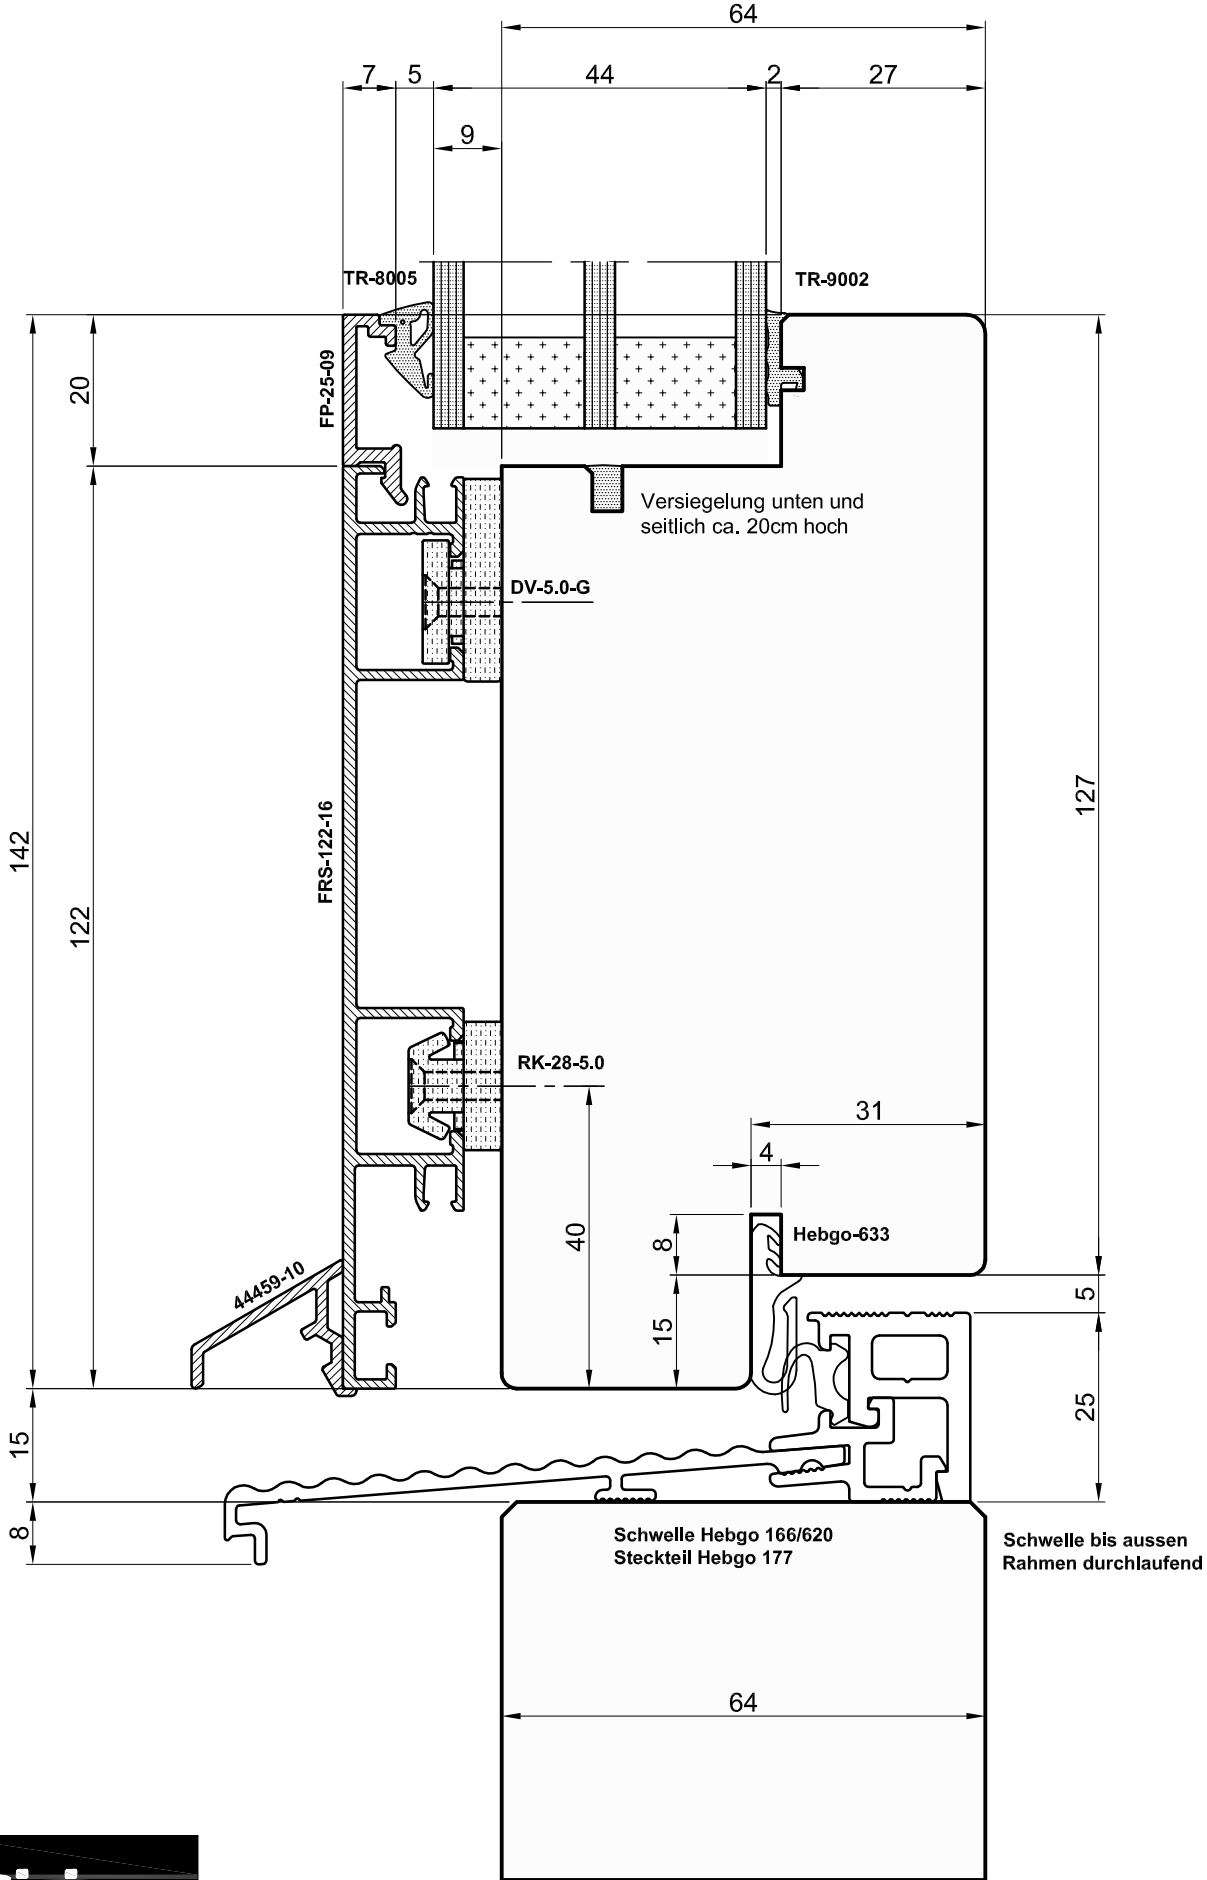 64
7
5
44
2
27
9
TR-8005
TR-9002
20
FP-25-09
Versiegelung unten und
seitlich ca. 20cm hoch
DV-5.0-G
127
142
FRS-122-16
122
RK-28-5.0
31
4
40
8
Hebgo-633
44459-10
5
15
25
15
8
Schwelle Hebgo 166/620
Steckteil Hebgo 177
Schwelle bis aussen
Rahmen durchlaufend
64